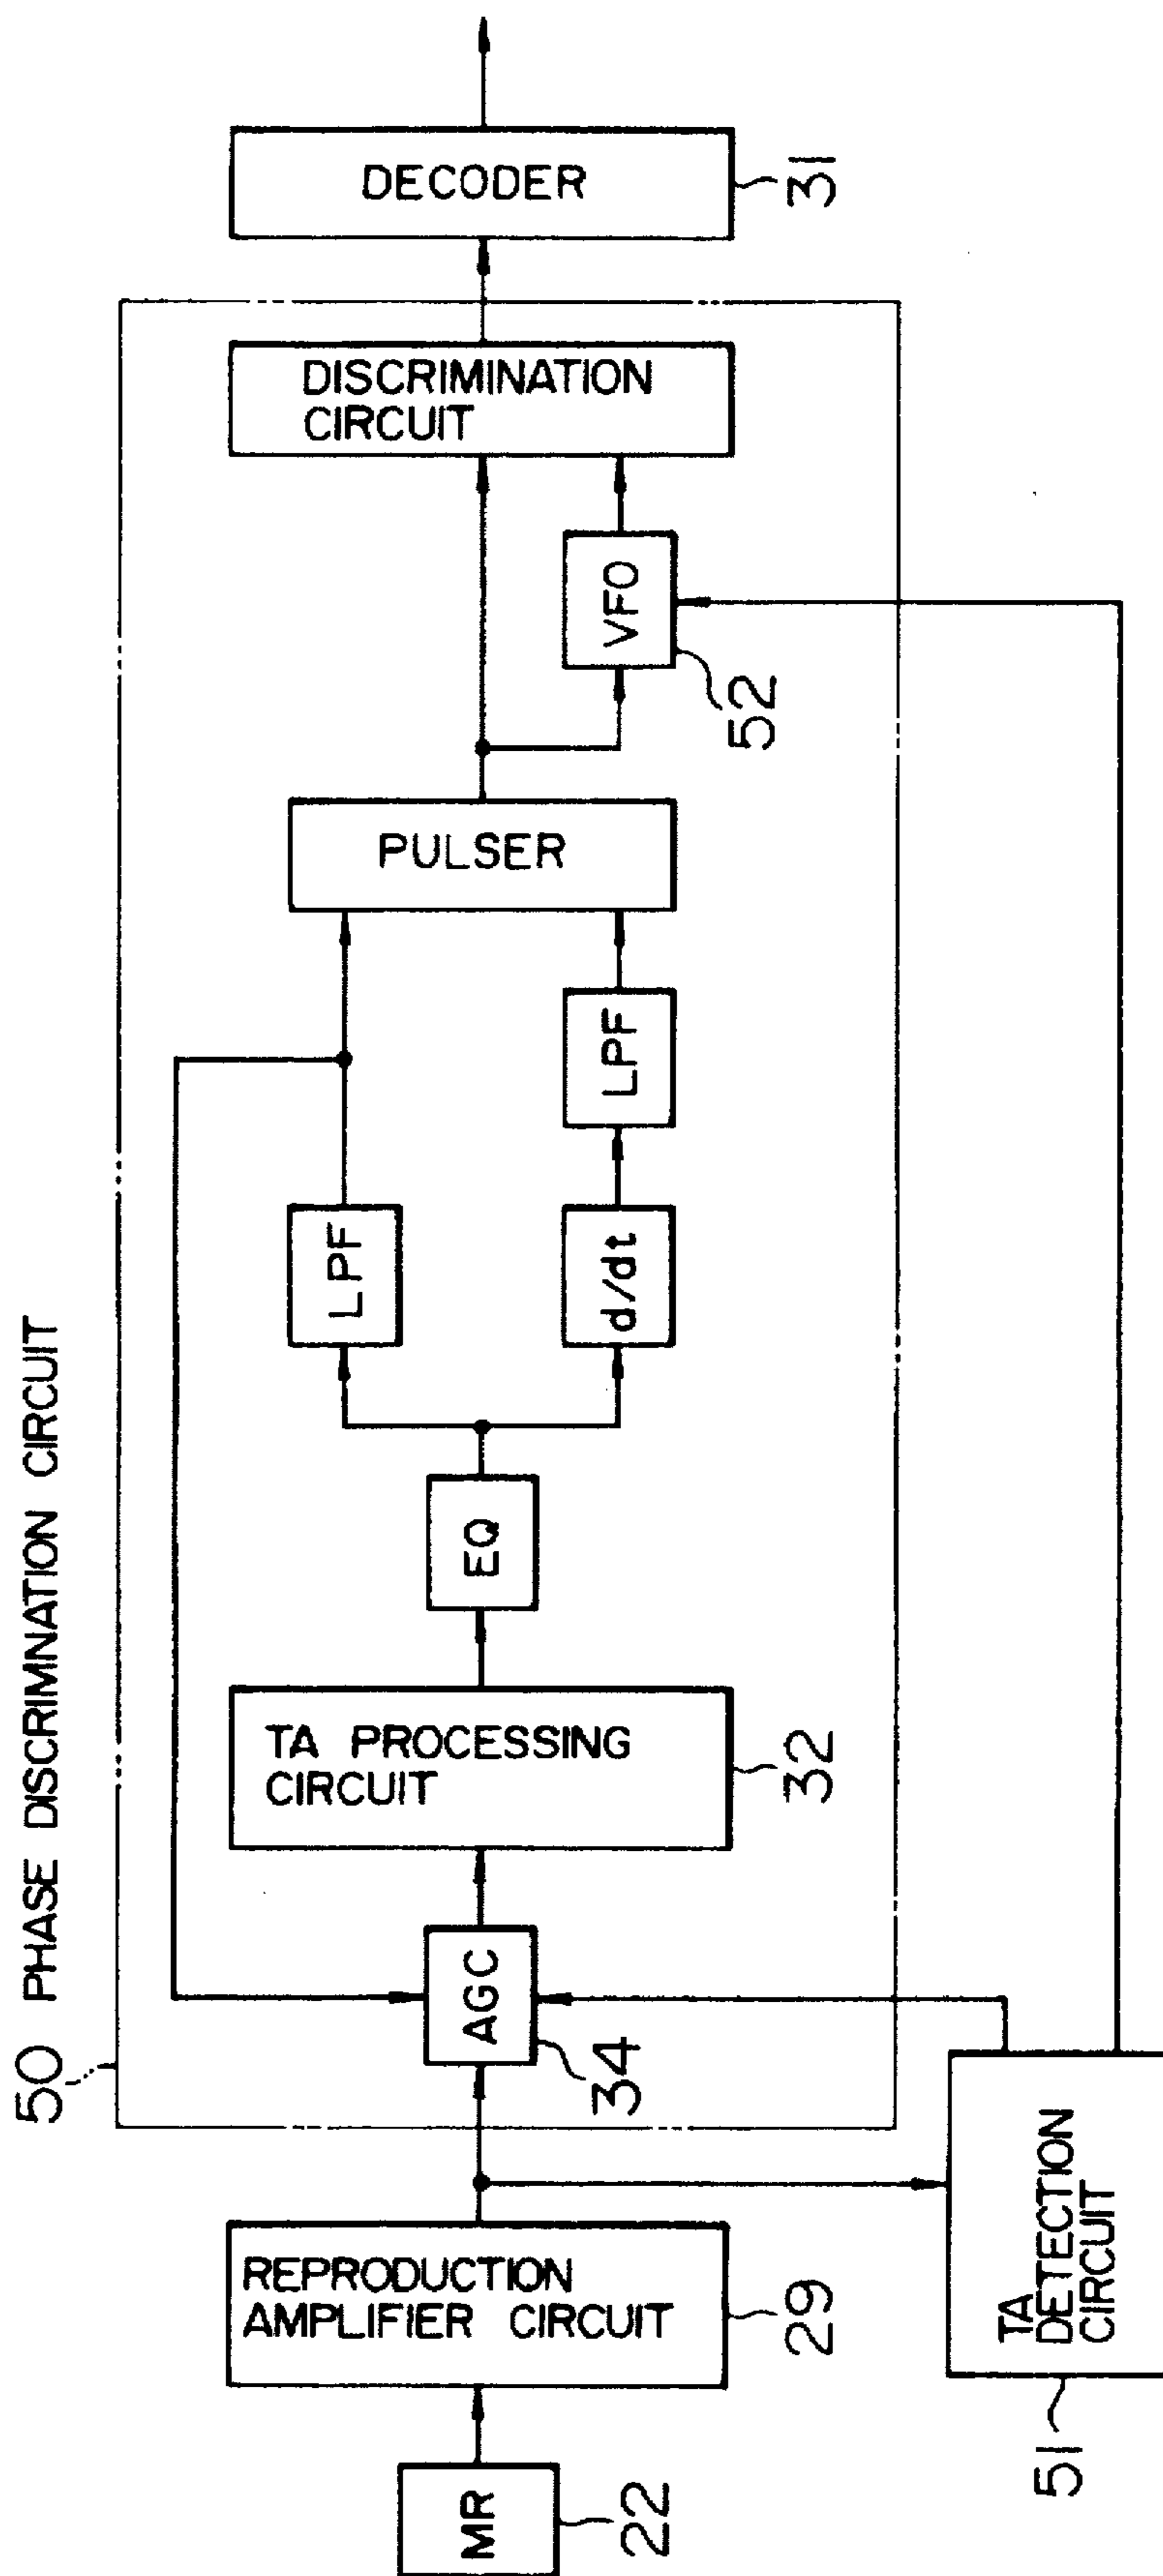 50 PHASE DISCRIMNATION CIRCUIT
MR
22
REPRODUCTION
AMPLIFIER CIRCUIT
29
AGC
34
TA PROCESSING
CIRCUIT
32
EQ
LPF
d/dt
LPF
PULSER
VFO
52
DISCRIMINATION
CIRCUIT
DECODER
31
TA
DETECTION
CIRCUIT
51